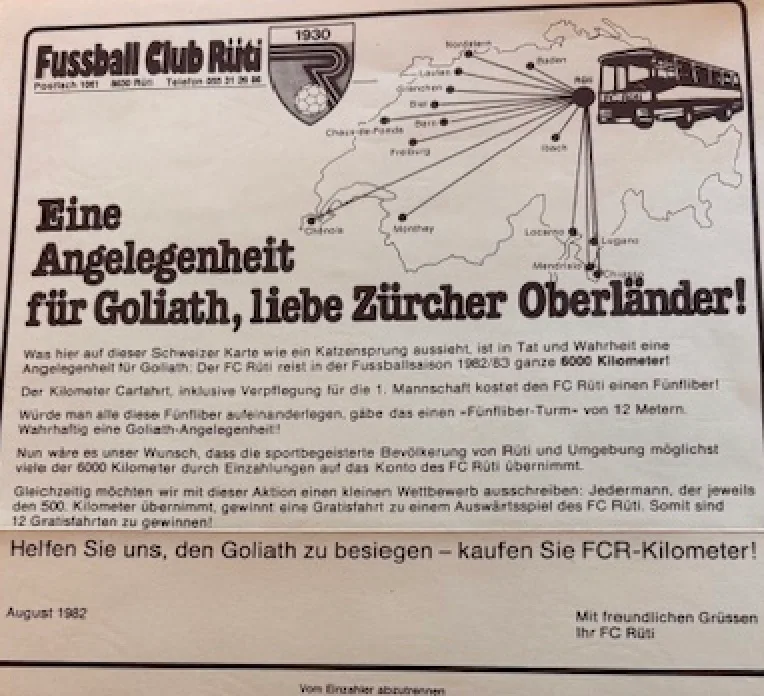 Fussball Club Rüti
1930
Postfach 1061 8630 Rüti Telefon 055 31 26 86
Nordstern
Baden
Laufen
Rüti
Grenchen
Biel
Bern
Chaux-de-Fonds
Freiburg
Ibach
Chênois
Monthey
Locarno
Lugano
Mendrisio
Chiasso
Eine
Angelegenheit
für Goliath, liebe Zürcher Oberländer!
Was hier auf dieser Schweizer Karte wie ein Katzensprung aussieht, ist in Tat und Wahrheit eine
Angelegenheit für Goliath: Der FC Rüti reist in der Fussballsaison 1982/83 ganze 6000 Kilometer!
Der Kilometer Carfahrt, inklusive Verpflegung für die 1. Mannschaft kostet den FC Rüti einen Fünfliber!
Würde man alle diese Fünfliber aufeinanderlegen, gäbe das einen «Fünfliber-Turm» von 12 Metern.
Wahrhaftig eine Goliath-Angelegenheit!
Nun wäre es unser Wunsch, dass die sportbegeisterte Bevölkerung von Rüti und Umgebung möglichst
viele der 6000 Kilometer durch Einzahlungen auf das Konto des FC Rüti übernimmt.
Gleichzeitig möchten wir mit dieser Aktion einen kleinen Wettbewerb ausschreiben: Jedermann, der jeweils
den 500. Kilometer übernimmt, gewinnt eine Gratisfahrt zu einem Auswärtsspiel des FC Rüti. Somit sind
12 Gratisfahrten zu gewinnen!
Helfen Sie uns, den Goliath zu besiegen – kaufen Sie FCR-Kilometer!
August 1982
Mit freundlichen Grüssen
Ihr FC Rüti
Vom Einzahler abzutrennen